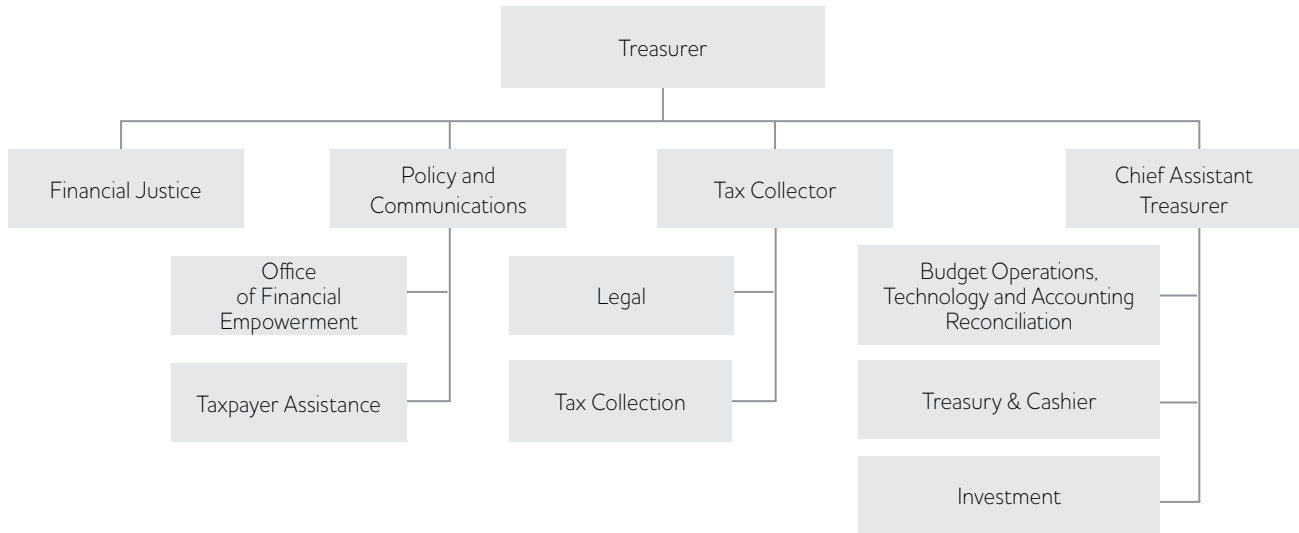 Treasurer
Financial Justice
Policy and
Communications
Tax Collector
Chief Assistant
Treasurer
Office
of Financial
Empowerment
Taxpayer Assistance
Legal
Tax Collection
Budget Operations,
Technology and Accounting
Reconciliation
Treasury & Cashier
Investment